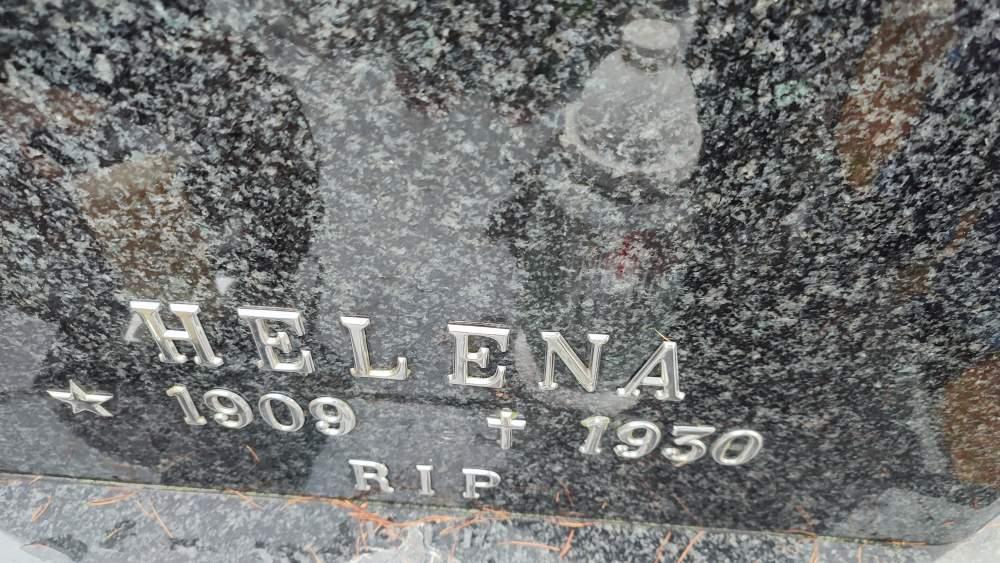 HELENA
★ 1909 ✝ 1930
RIP